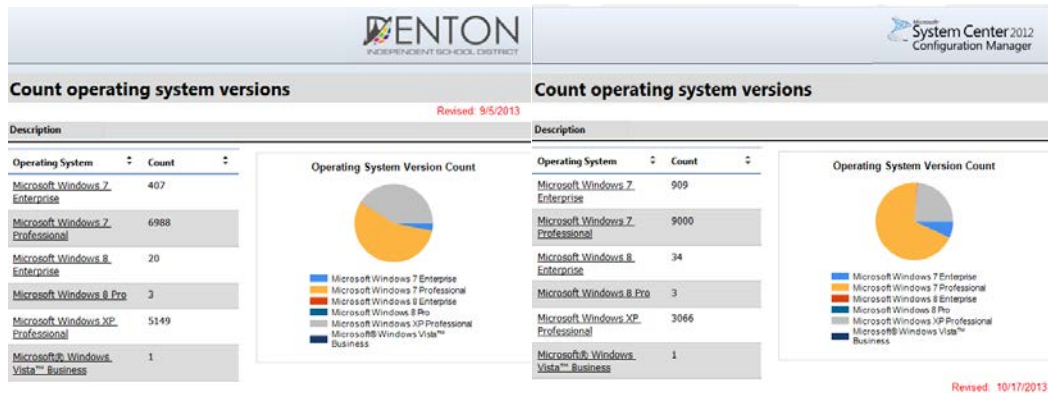 DENTON
INDEPENDENT SCHOOL DISTRICT
Count operating system versions
Revised: 9/5/2013
Description
Operating System Count
Microsoft Windows 7 407
Enterprise
Microsoft Windows 7 6988
Professional
Microsoft Windows 8 20
Enterprise
Microsoft Windows 8 Pro 3
Microsoft Windows XP 5149
Professional
Microsoft® Windows 1
Vista™ Business
Operating System Version Count
Microsoft Windows 7 Enterprise
Microsoft Windows 7 Professional
Microsoft Windows 8 Enterprise
Microsoft Windows 8 Pro
Microsoft Windows XP Professional
Microsoft® Windows Vista™
Business
Microsoft
System Center 2012
Configuration Manager
Count operating system versions
Description
Operating System Count
Microsoft Windows 7 909
Enterprise
Microsoft Windows 7 9000
Professional
Microsoft Windows 8 34
Enterprise
Microsoft Windows 8 Pro 3
Microsoft Windows XP 3066
Professional
Microsoft® Windows 1
Vista™ Business
Operating System Version Count
Microsoft Windows 7 Enterprise
Microsoft Windows 7 Professional
Microsoft Windows 8 Enterprise
Microsoft Windows 8 Pro
Microsoft Windows XP Professional
Microsoft® Windows Vista™
Business
Revised: 10/17/2013